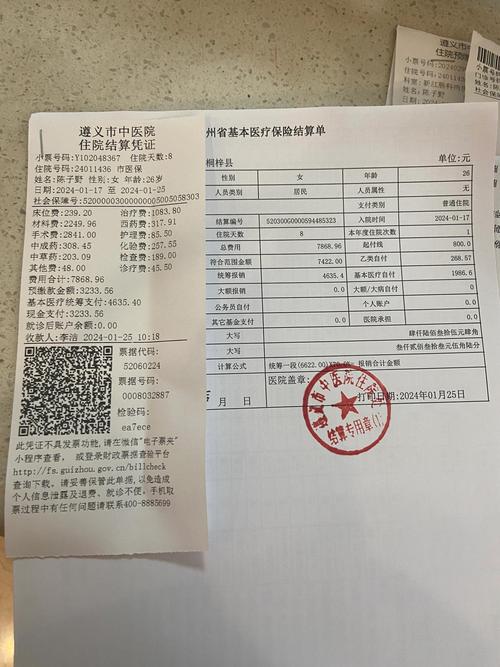 遵义市中医院
住院结算凭证
小票号码:Y102048367 住院天数:8
住院号码:24011436 市医保
姓名:陈子野 性别:女 年龄:26岁
日期:2024-01-17 至 2024-01-25
社会保障号:
床位费:239.20 治疗费:1083.80
材料费:2249.96 西药费:317.91
手术费:2841.00 护理费:85.50
中成药:308.45 化验费:257.55
中草药:203.09 检查费:189.00
其他费:48.00 诊疗费:45.50
费用合计:7868.96
预缴款金额:3233.56
基本医疗统筹支付:4635.40
现金支付:3233.56
就诊后账户余额:0.00
收款人:李洁 2024-01-25 10:18
票据代码:
52060224
票据号码:
0008032887
检验码:
ea7ece
此凭证不具发票功能,请在微信"电子票夹"
小程序查看, 或登录财政票据查验平台
http://fs.guizhou.gov.cn/billcheck
查询下载。请妥善保管此单据,以免造成
个人信息泄露及退费、就诊不便。手机取
票过程中有任何问题请联系400-8885699
州省基本医疗保险结算单
桐梓县 单位:元
性别 女 年龄 26
人员类别 居民 人员属性 无
支付类别 普通住院
结算编号 52030G0000594485323 入院时间 2024-01-17
住院天数 8 本年度住院次数 1
总费用 7868.96 起付线 800.0
符合范围金额 7422.00 乙类自付 268.57
统筹报销 4635.4 基本医疗自付 1986.6
大额报销 0.0 大额/大病自付 0
公务员自付 个人账户 0.0
其它基金支付 0.0 医院承担 0.0
大写 肆仟陆佰叁拾伍元肆角
大写 叁仟贰佰叁拾叁元伍角陆分
计算公式 统筹一段(6622.00)X70.0% 报销合计金额
医院盖章:
月 日 打印日期:2024年01月25日
遵义市中医院住院
结算专用章(1)
遵义市中
住院预
小票号码:
住院号码:24011436
姓名:陈子野